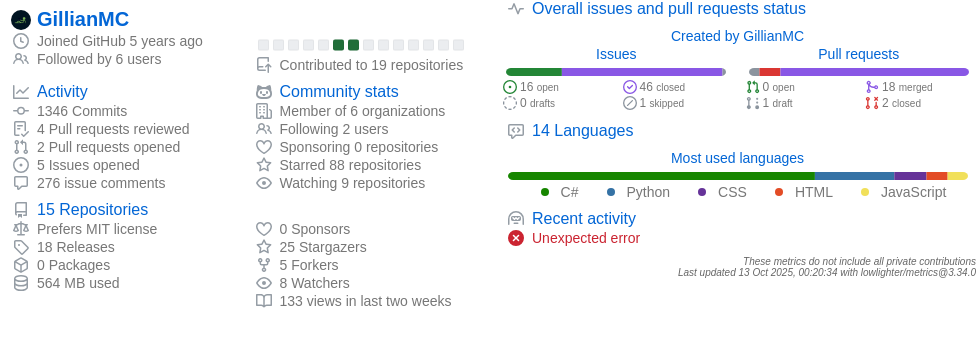 GillianMC
Joined GitHub 5 years ago
Followed by 6 users
Contributed to 19 repositories
Activity
1346 Commits
4 Pull requests reviewed
2 Pull requests opened
5 Issues opened
276 issue comments
Community stats
Member of 6 organizations
Following 2 users
Sponsoring 0 repositories
Starred 88 repositories
Watching 9 repositories
15 Repositories
Prefers MIT license
18 Releases
0 Packages
564 MB used
0 Sponsors
25 Stargazers
5 Forkers
8 Watchers
133 views in last two weeks
Overall issues and pull requests status
Created by GillianMC
Issues
16 open
46 closed
0 drafts
1 skipped
Pull requests
0 open
18 merged
1 draft
2 closed
14 Languages
Most used languages
C# Python CSS HTML JavaScript
Recent activity
Unexpected error
These metrics do not include all private contributions
Last updated 13 Oct 2025, 00:20:34 with lowlighter/metrics@3.34.0